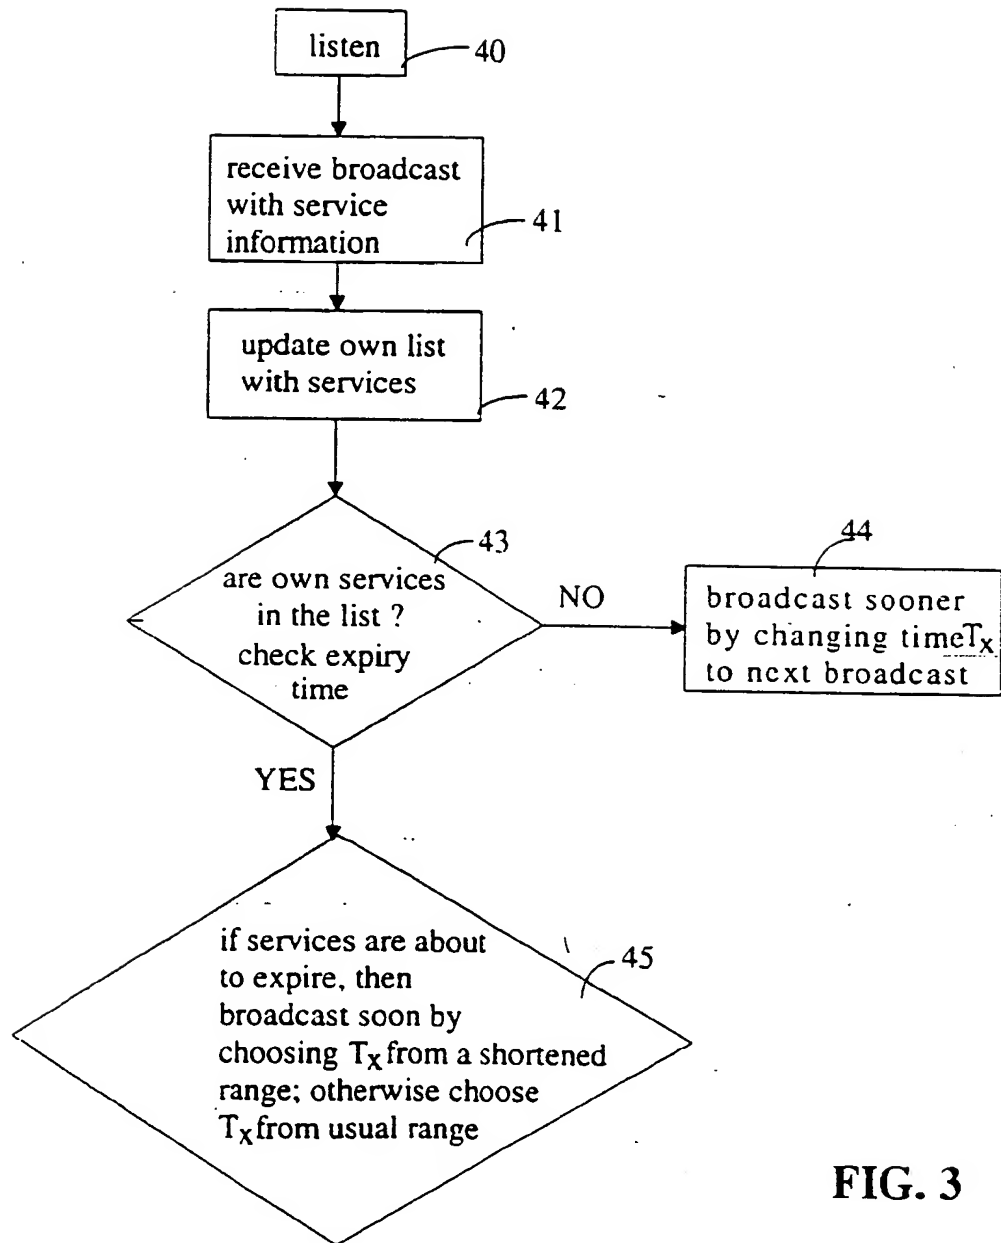 listen
40
receive broadcast
with service
information
41
update own list
with services
42
43
are own services
in the list ?
check expiry
time
NO
44
broadcast sooner
by changing timeTx
to next broadcast
YES
if services are about
to expire, then
broadcast soon by
choosing Tx from a shortened
range; otherwise choose
Tx from usual range
45
FIG. 3